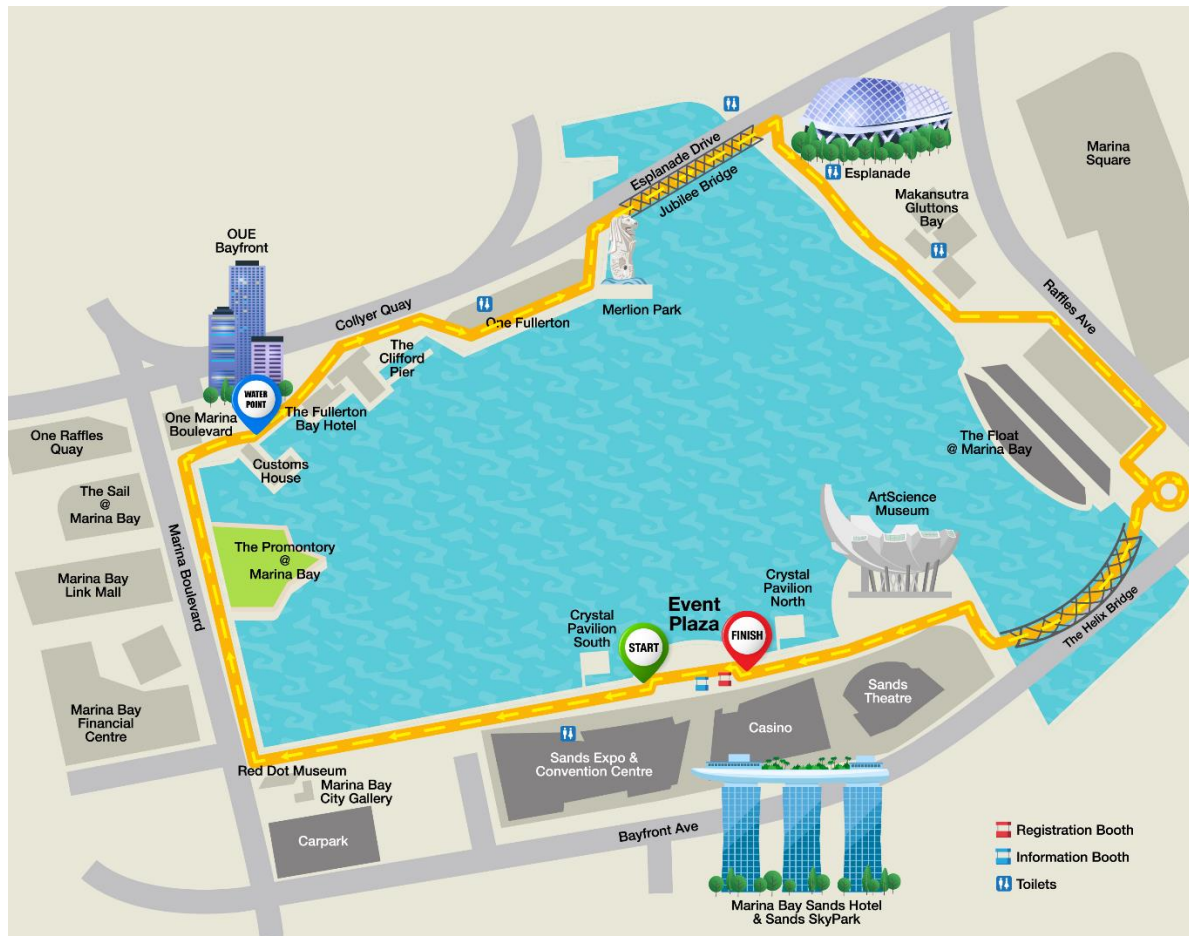 Esplanade Drive
Jubilee Bridge
Esplanade
Marina
Square
Makansutra
Gluttons
Bay
OUE
Bayfront
Collyer Quay
One Fullerton
Merlion Park
Raffles Ave
The
Clifford
Pier
WATER
POINT
One Marina
Boulevard
The Fullerton
Bay Hotel
One Raffles
Quay
Customs
House
The Float
@ Marina Bay
The Sail
@
Marina Bay
ArtScience
Museum
Marina Boulevard
The Promontory
@
Marina Bay
Marina Bay
Link Mall
Crystal
Pavilion
North
Event
Plaza
Crystal
Pavilion
South
START
FINISH
The Helix Bridge
Sands
Theatre
Marina Bay
Financial
Centre
Casino
Sands Expo &
Convention Centre
Red Dot Museum
Marina Bay
City Gallery
Carpark
Bayfront Ave
Registration Booth
Information Booth
Toilets
Marina Bay Sands Hotel
& Sands SkyPark